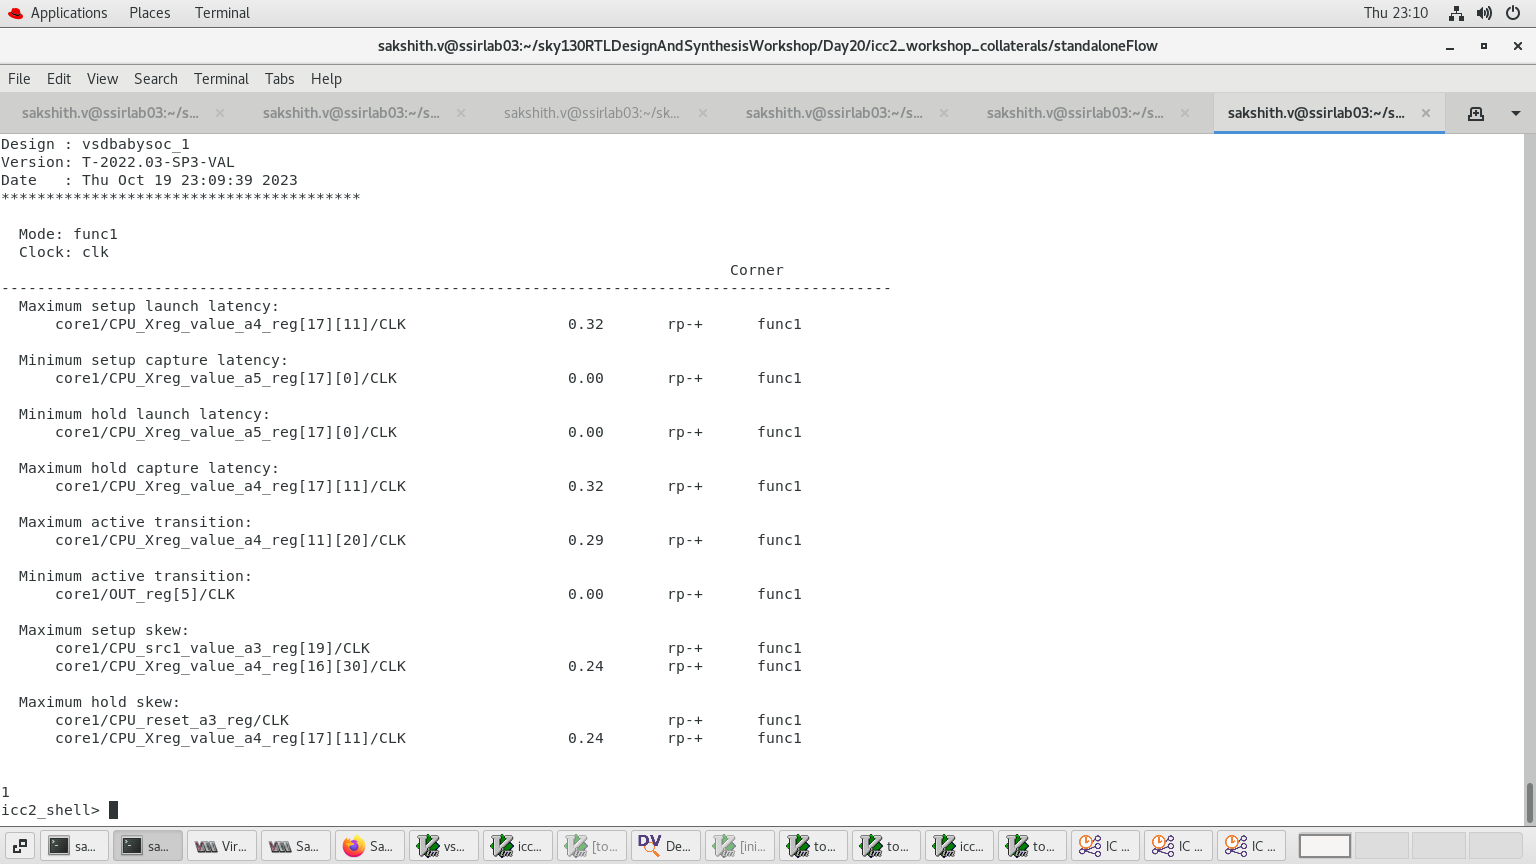 Applications Places Terminal Thu 23:10
sakshith.v@ssirlab03:~/sky130RTLDesignAndSynthesisWorkshop/Day20/icc2_workshop_collaterals/standaloneFlow
File Edit View Search Terminal Tabs Help
sakshith.v@ssirlab03:~/s... sakshith.v@ssirlab03:~/s... sakshith.v@ssirlab03:~/sk... sakshith.v@ssirlab03:~/s... sakshith.v@ssirlab03:~/s... sakshith.v@ssirlab03:~/s...
Design : vsdbabysoc_1
Version: T-2022.03-SP3-VAL
Date   : Thu Oct 19 23:09:39 2023
****************************************
Mode: func1
Clock: clk
Corner
---------------------------------------------------------------------------------------------------
Maximum setup launch latency:
core1/CPU_Xreg_value_a4_reg[17][11]/CLK 0.32 rp-+ func1
Minimum setup capture latency:
core1/CPU_Xreg_value_a5_reg[17][0]/CLK 0.00 rp-+ func1
Minimum hold launch latency:
core1/CPU_Xreg_value_a5_reg[17][0]/CLK 0.00 rp-+ func1
Maximum hold capture latency:
core1/CPU_Xreg_value_a4_reg[17][11]/CLK 0.32 rp-+ func1
Maximum active transition:
core1/CPU_Xreg_value_a4_reg[11][20]/CLK 0.29 rp-+ func1
Minimum active transition:
core1/OUT_reg[5]/CLK 0.00 rp-+ func1
Maximum setup skew:
core1/CPU_src1_value_a3_reg[19]/CLK rp-+ func1
core1/CPU_Xreg_value_a4_reg[16][30]/CLK 0.24 rp-+ func1
Maximum hold skew:
core1/CPU_reset_a3_reg/CLK rp-+ func1
core1/CPU_Xreg_value_a4_reg[17][11]/CLK 0.24 rp-+ func1
1
icc2_shell>
sa... sa... Vir... Sa... Sa... vs... icc... [to... DV De... [ini... to... to... icc... to... IC ... IC ... IC ...